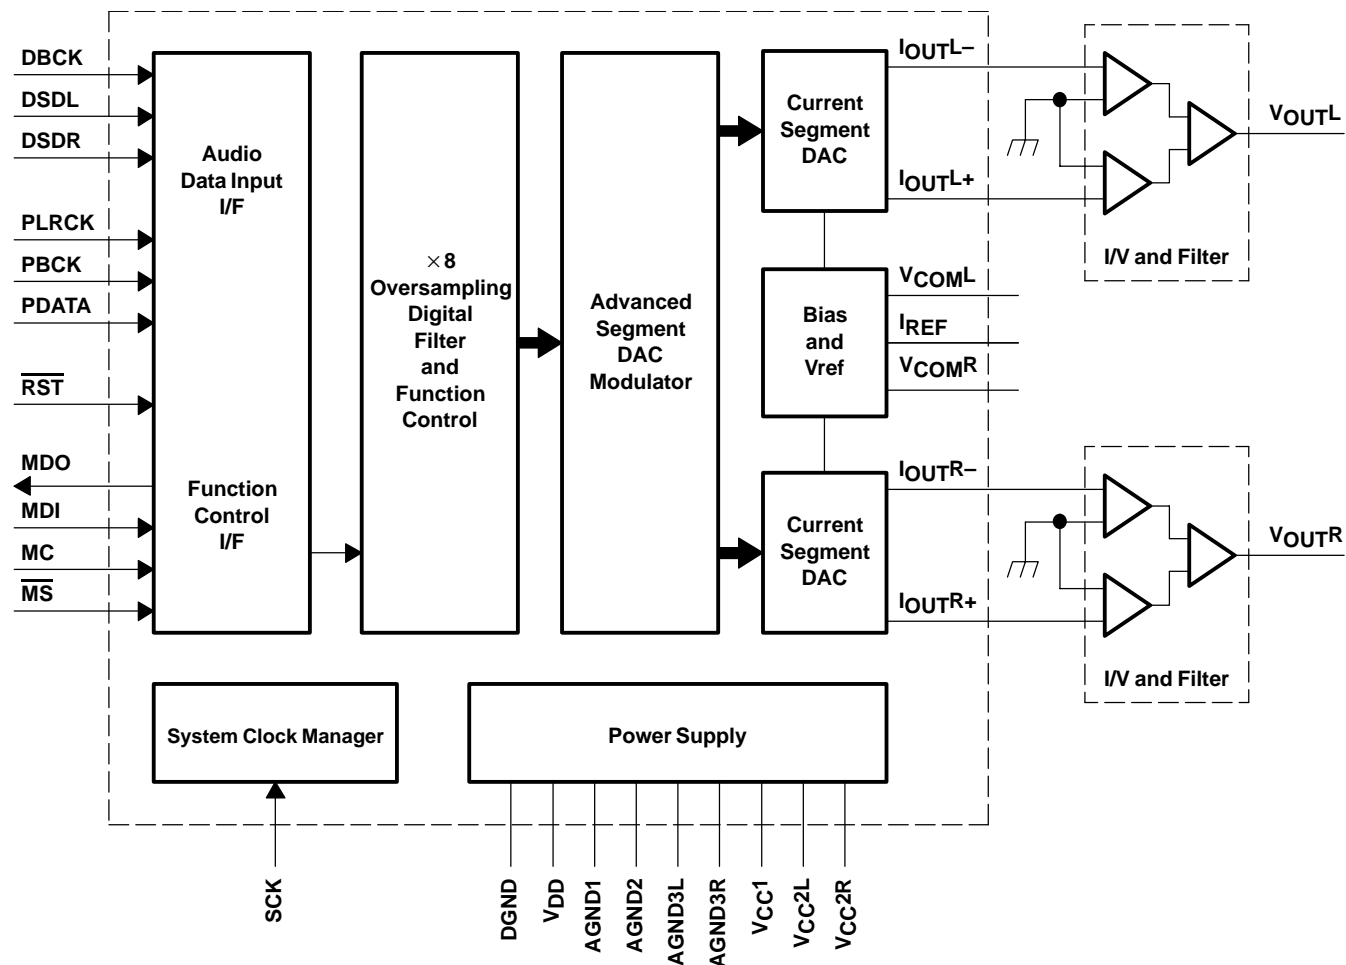 DBCK
DSDL
DSDR
PLRCK
PBCK
PDATA
RST
MDO
MDI
MC
MS
Audio
Data Input
I/F
Function
Control
I/F
×8
Oversampling
Digital
Filter
and
Function
Control
Advanced
Segment
DAC
Modulator
Current
Segment
DAC
Bias
and
Vref
Current
Segment
DAC
IOUTL–
IOUTL+
VCOML
IREF
VCOMR
IOUTR–
IOUTR+
VOUTL
I/V and Filter
VOUTR
I/V and Filter
System Clock Manager
Power Supply
SCK
DGND
VDD
AGND1
AGND2
AGND3L
AGND3R
VCC1
VCC2L
VCC2R